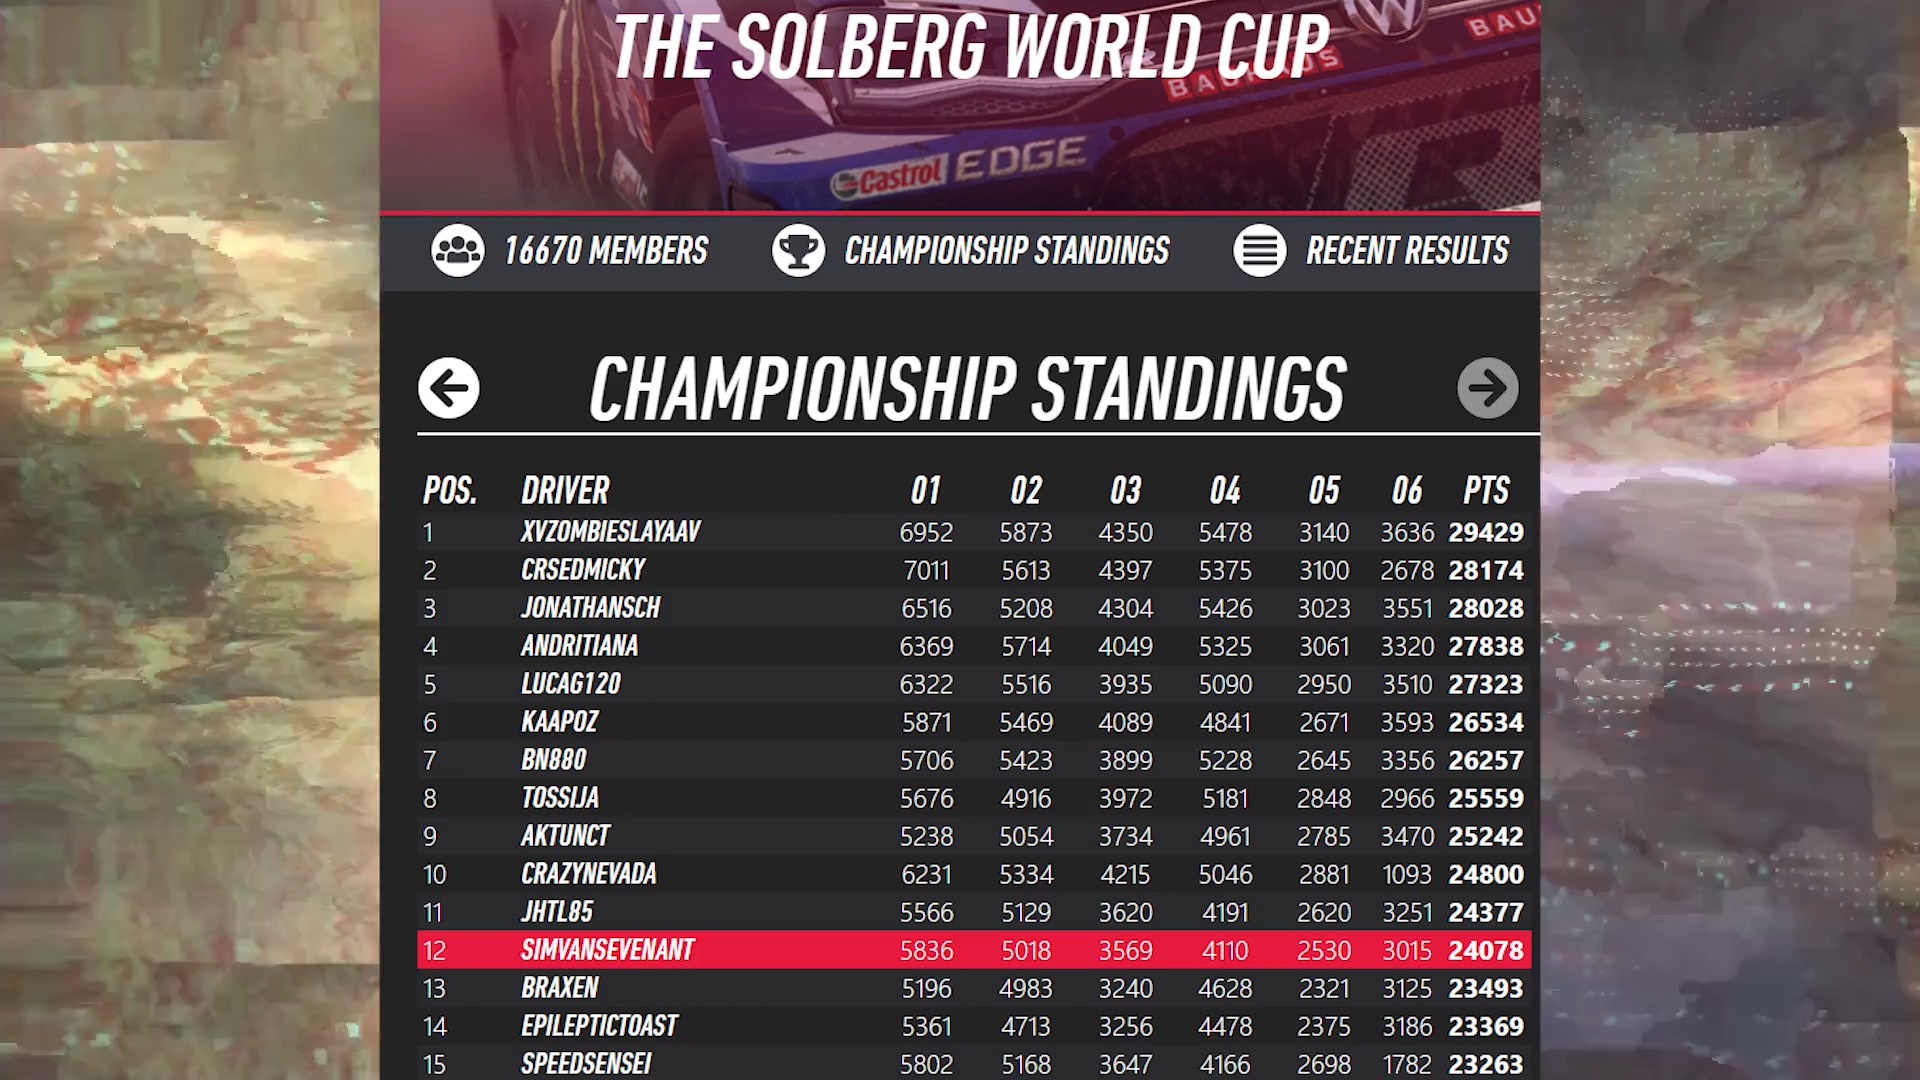 THE SOLBERG WORLD CUP
BAUHAUS
Castrol EDGE
16670 MEMBERS CHAMPIONSHIP STANDINGS RECENT RESULTS
CHAMPIONSHIP STANDINGS
POS. DRIVER 01 02 03 04 05 06 PTS
1 XVZOMBIESLAYAAV 6952 5873 4350 5478 3140 3636 29429
2 CRSEDMICKY 7011 5613 4397 5375 3100 2678 28174
3 JONATHANSCH 6516 5208 4304 5426 3023 3551 28028
4 ANDRITIANA 6369 5714 4049 5325 3061 3320 27838
5 LUCAG120 6322 5516 3935 5090 2950 3510 27323
6 KAAPOZ 5871 5469 4089 4841 2671 3593 26534
7 BN880 5706 5423 3899 5228 2645 3356 26257
8 TOSSIJA 5676 4916 3972 5181 2848 2966 25559
9 AKTUNCT 5238 5054 3734 4961 2785 3470 25242
10 CRAZYNEVADA 6231 5334 4215 5046 2881 1093 24800
11 JHTL85 5566 5129 3620 4191 2620 3251 24377
12 SIMVANSEVENANT 5836 5018 3569 4110 2530 3015 24078
13 BRAXEN 5196 4983 3240 4628 2321 3125 23493
14 EPILEPTICTOAST 5361 4713 3256 4478 2375 3186 23369
15 SPEEDSENSEI 5802 5168 3647 4166 2698 1782 23263